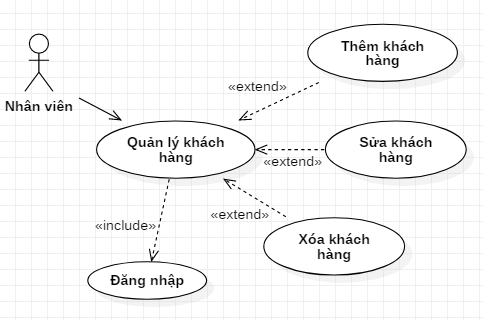 Thêm khách
hàng
«extend»
Nhân viên
Quản lý khách
hàng
Sửa khách
hàng
«extend»
«extend»
«include»
Xóa khách
hàng
Đăng nhập